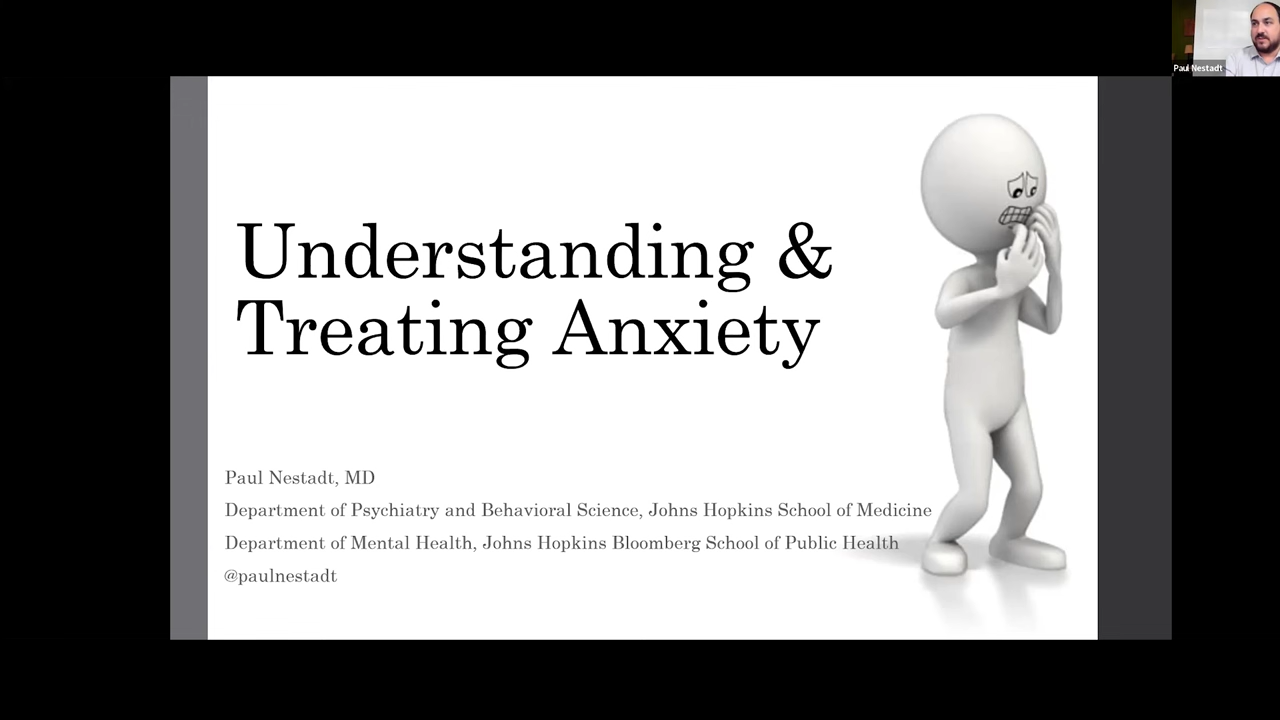 Paul Nestadt
Understanding &
Treating Anxiety
Paul Nestadt, MD
Department of Psychiatry and Behavioral Science, Johns Hopkins School of Medicine
Department of Mental Health, Johns Hopkins Bloomberg School of Public Health
@paulnestadt